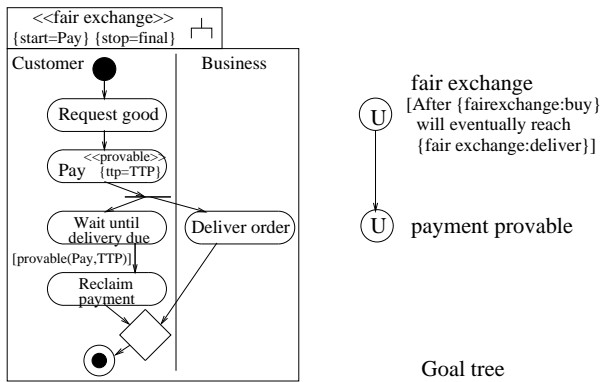 <<fair exchange>>
{start=Pay} {stop=final}
Customer
Business
Request good
<<provable>>
Pay {ttp=TTP}
Wait until
delivery due
Deliver order
[provable(Pay,TTP)]
Reclaim
payment
fair exchange
U
[After {fairexchange:buy}
will eventually reach
{fair exchange:deliver}]
U
payment provable
Goal tree